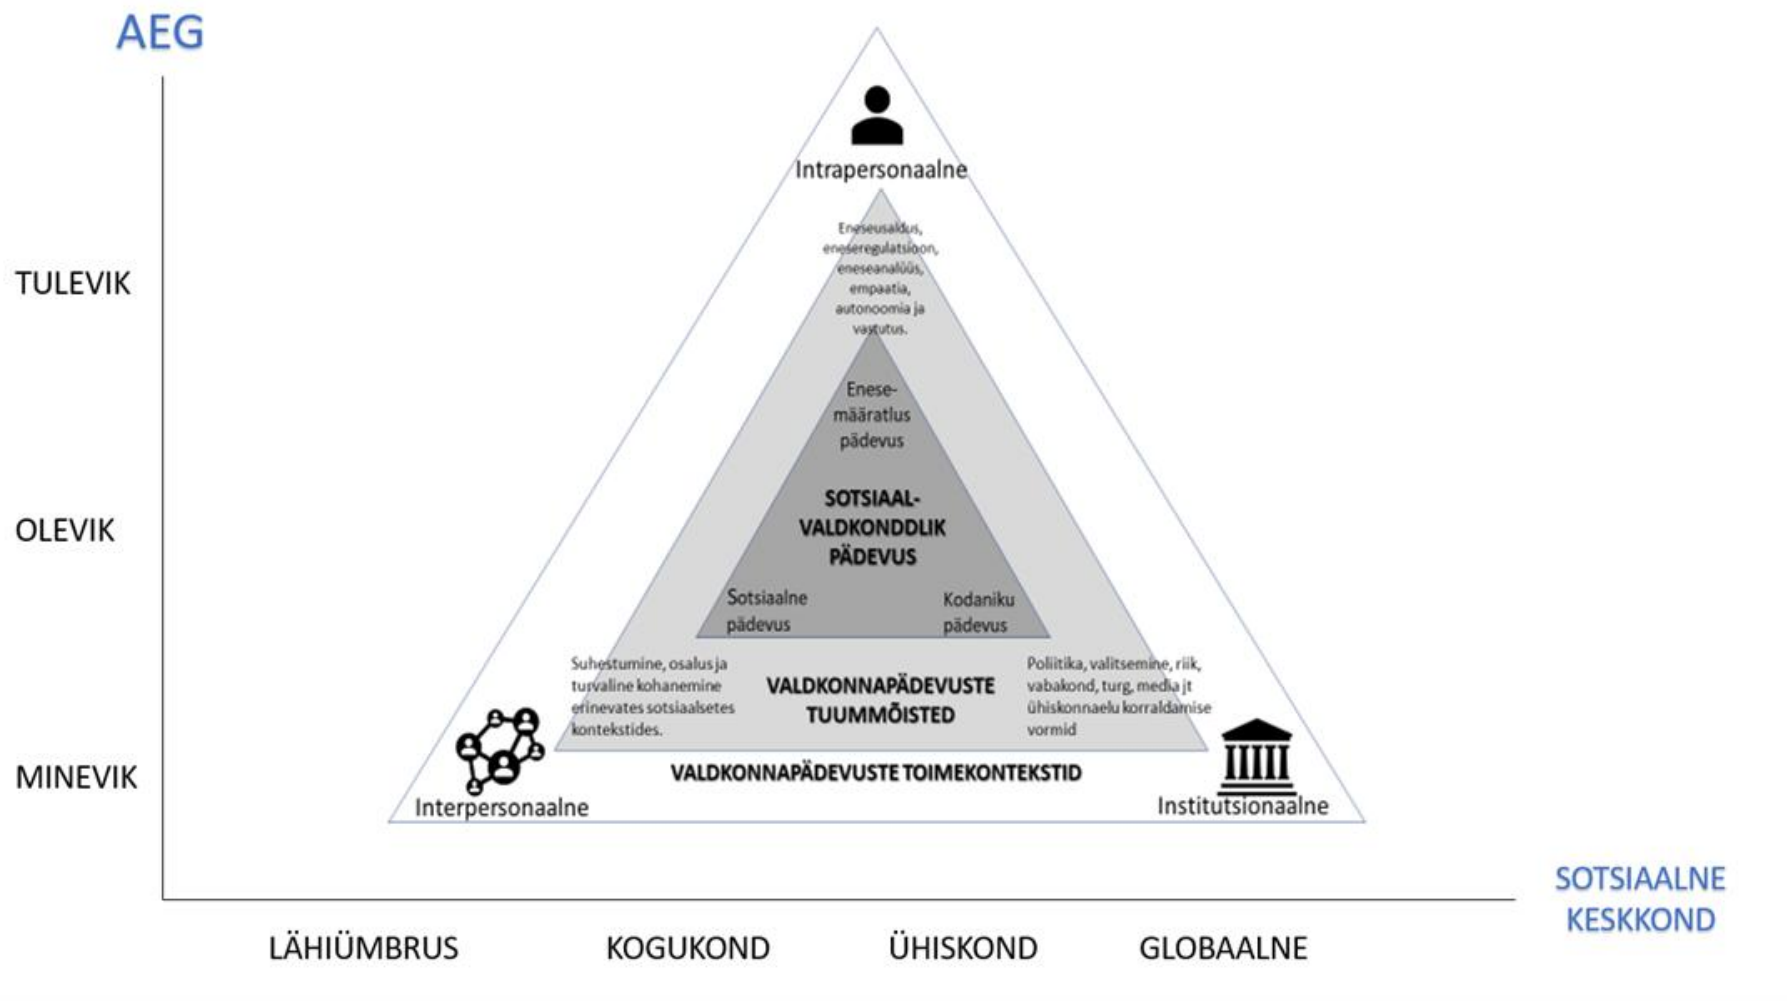 AEG
TULEVIK
OLEVIK
MINEVIK
Intrapersonaalne
Eneseusaldus,
eneseregulatsioon,
eneseanalüüs,
empaatia,
autonoomia ja
vastutus.
Enese-
määratlus
pädevus
SOTSIAAL-
VALDKONDDLIK
PÄDEVUS
Sotsiaalne
pädevus
Kodaniku
pädevus
Suhestumine, osalus ja
turvaline kohanemine
erinevates sotsiaalsetes
kontekstides.
VALDKONNAPÄDEVUSTE
TUUMMÕISTED
Poliitika, valitsemine, riik,
vabakond, turg, media jt
ühiskonnaelu korraldamise
vormid
VALDKONNAPÄDEVUSTE TOIMEKONTEKSTID
Interpersonaalne
Institutsionaalne
SOTSIAALNE
KESKKOND
LÄHIÜMBRUS
KOGUKOND
ÜHISKOND
GLOBAALNE